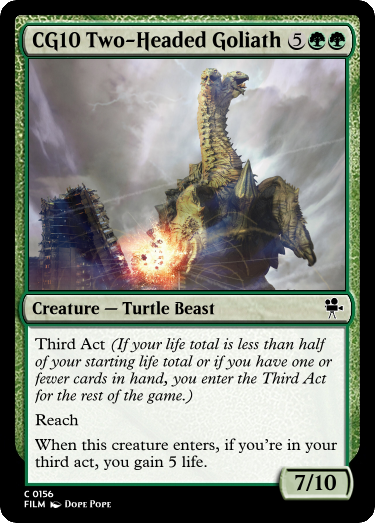 CG10 Two-Headed Goliath 5
Creature — Turtle Beast
Third Act (If your life total is less than half
of your starting life total or if you have one or
fewer cards in hand, you enter the Third Act
for the rest of the game.)
Reach
When this creature enters, if you're in your
third act, you gain 5 life.
7/10
C 0156
FILM Dope Pope